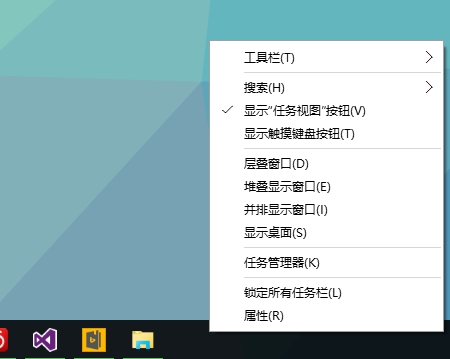 工具栏(T)
搜索(H)
显示“任务视图”按钮(V)
显示触摸键盘按钮(T)
层叠窗口(D)
堆叠显示窗口(E)
并排显示窗口(I)
显示桌面(S)
任务管理器(K)
锁定所有任务栏(L)
属性(R)